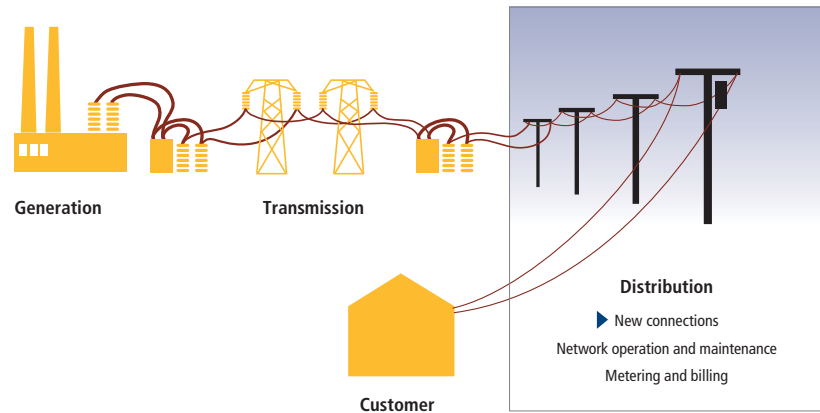 Generation
Transmission
Distribution
New connections
Network operation and maintenance
Metering and billing
Customer